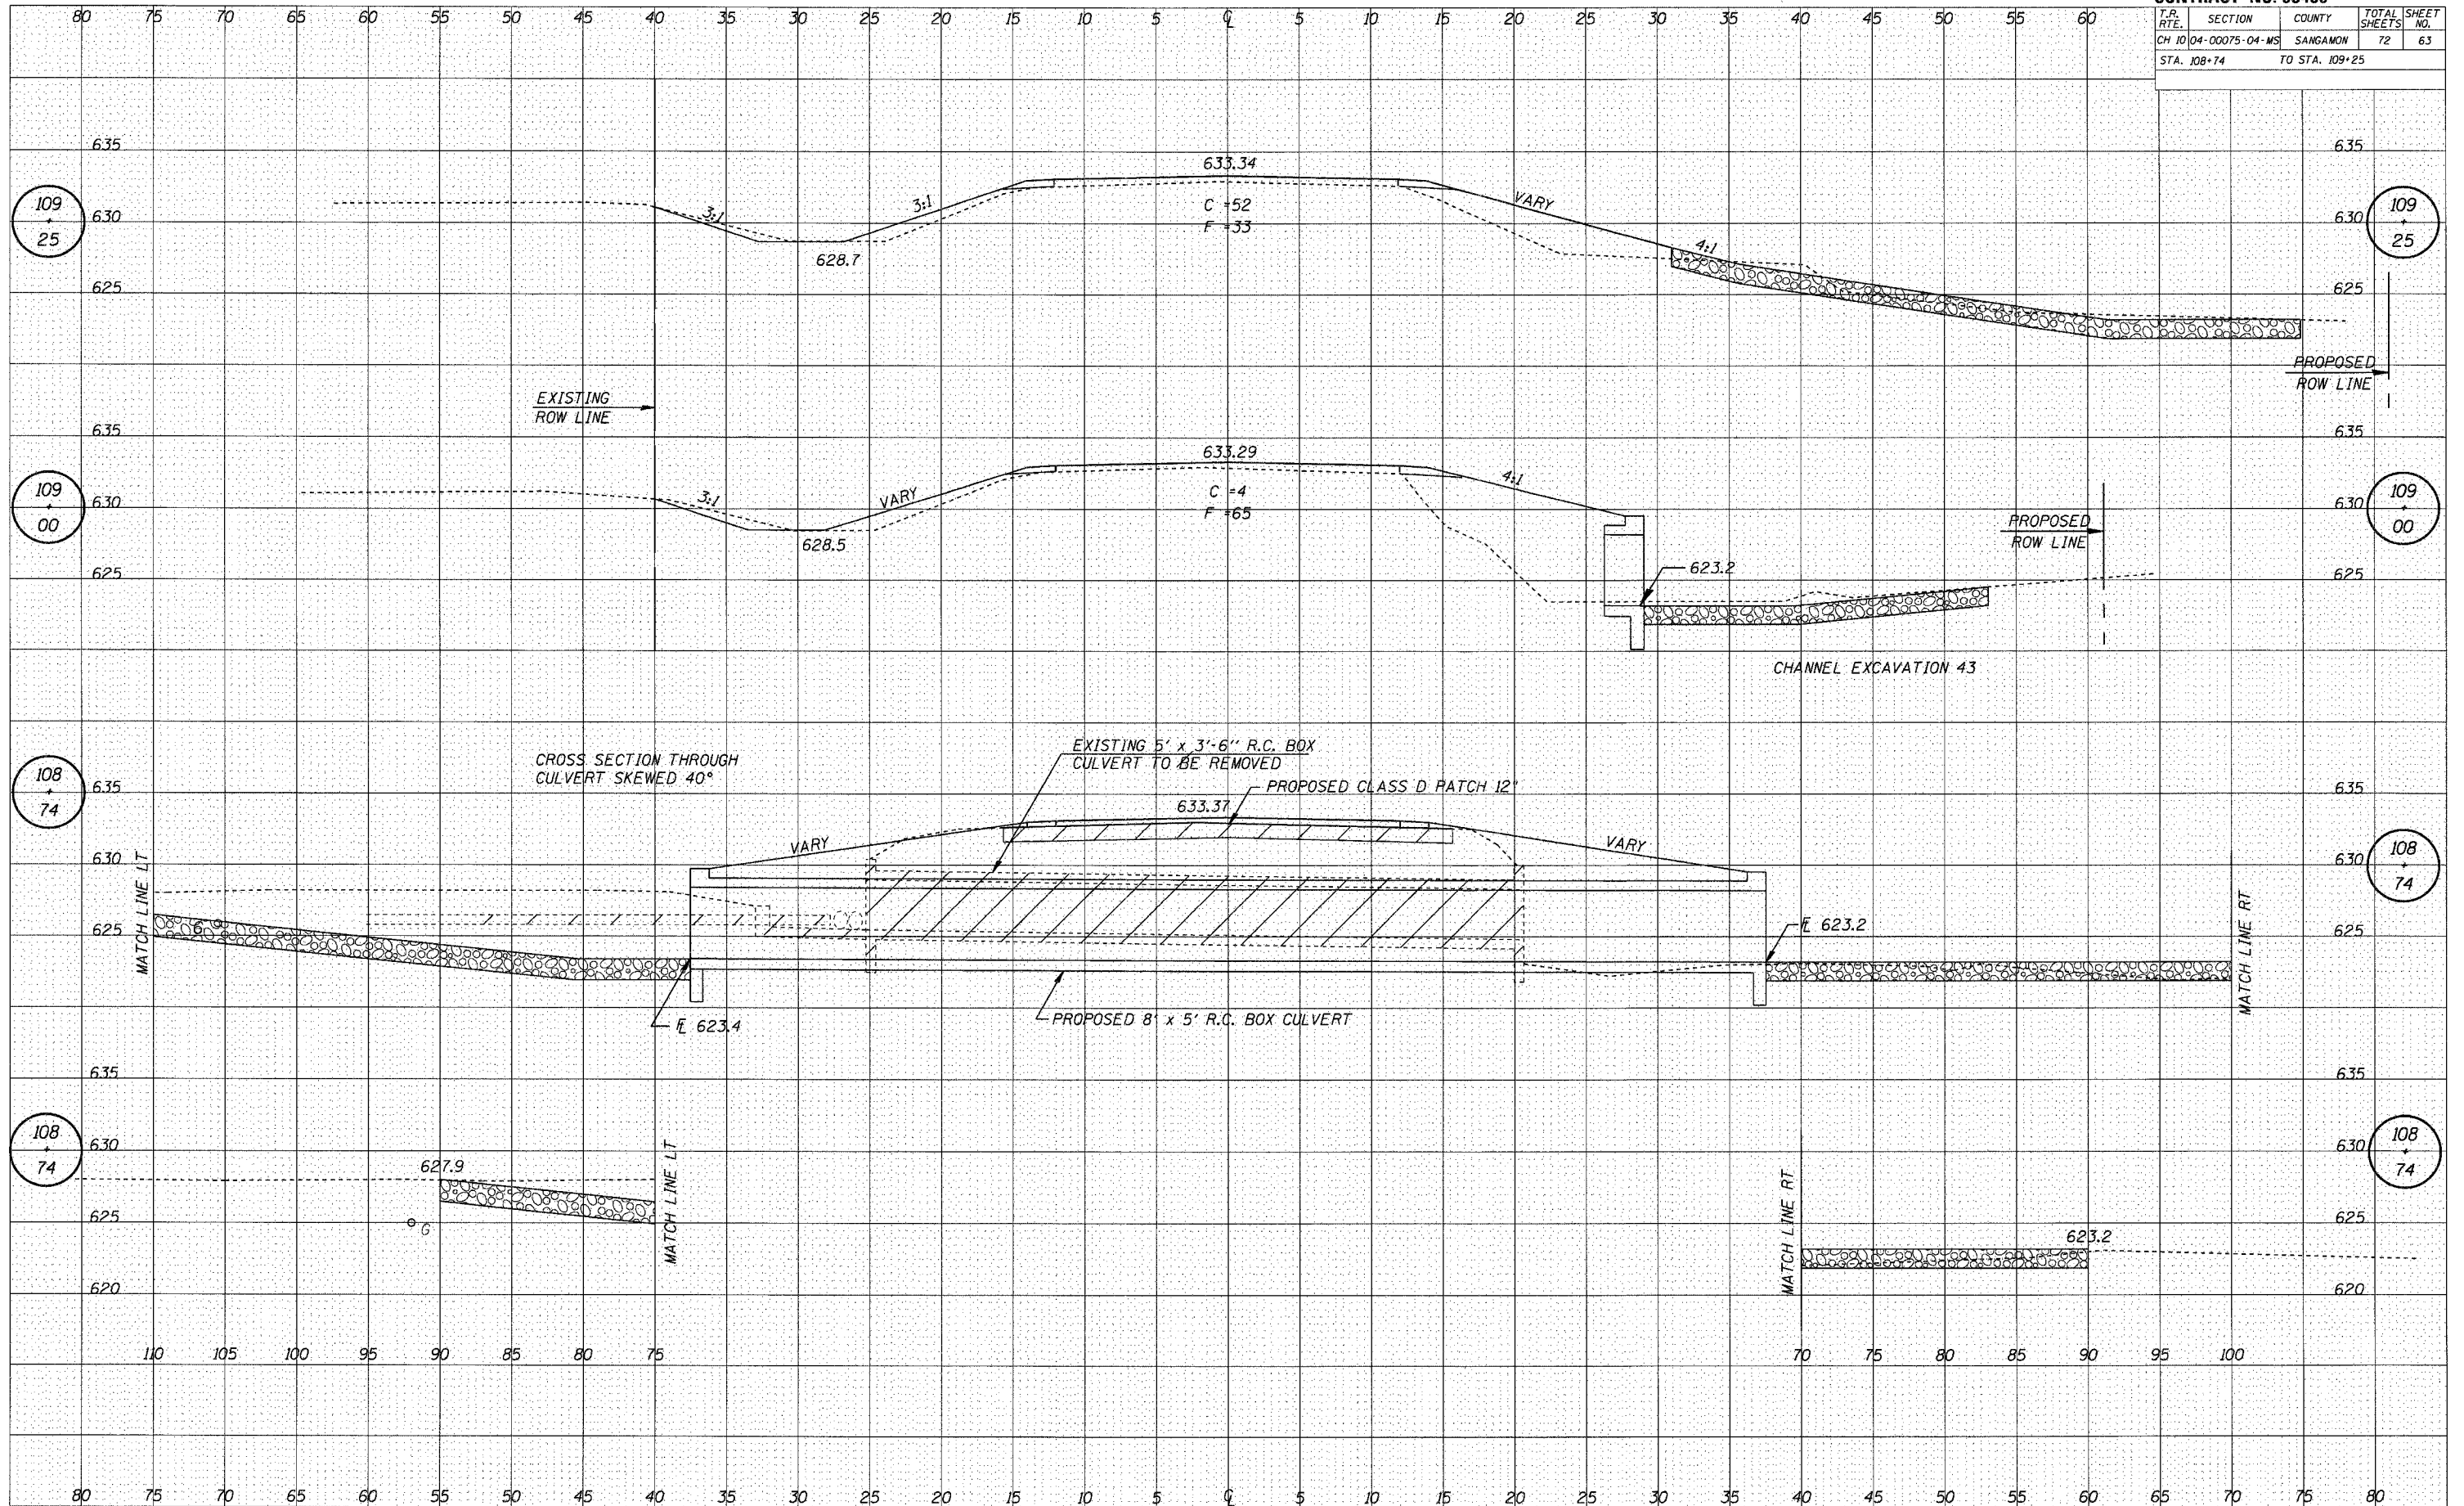 80 75 70 65 60 55 50 45 40 35 30 25 20 15 10 5 ℄ 5 10 15 20 25 30 35 40 45 50 55 60
T.R. RTE. SECTION COUNTY TOTAL SHEETS SHEET NO.
CH 10 04-00075-04-MS SANGAMON 72 63
STA. 108+74 TO STA. 109+25
635 635
633.34
109 + 25
630 630
3:1 3:1
C =52
F =33
VARY
109 + 25
628.7
4:1
625 625
PROPOSED
ROW LINE
EXISTING
ROW LINE
635 635
633.29
109 + 00
630 630
3:1 VARY
C =4
F =65
4:1
109 + 00
628.5
PROPOSED
ROW LINE
623.2
625 625
CHANNEL EXCAVATION 43
CROSS SECTION THROUGH
CULVERT SKEWED 40°
EXISTING 5' x 3'-6" R.C. BOX
CULVERT TO BE REMOVED
PROPOSED CLASS D PATCH 12"
108 + 74
635 635
633.37
VARY VARY
630 630
108 + 74
MATCH LINE LT
MATCH LINE RT
G
625 625
FL 623.2
FL 623.4
PROPOSED 8' x 5' R.C. BOX CULVERT
635 635
108 + 74
630 630
108 + 74
627.9
MATCH LINE LT
MATCH LINE RT
625 625
G
623.2
620 620
110 105 100 95 90 85 80 75
70 75 80 85 90 95 100
80 75 70 65 60 55 50 45 40 35 30 25 20 15 10 5 ℄ 5 10 15 20 25 30 35 40 45 50 55 60 65 70 75 80